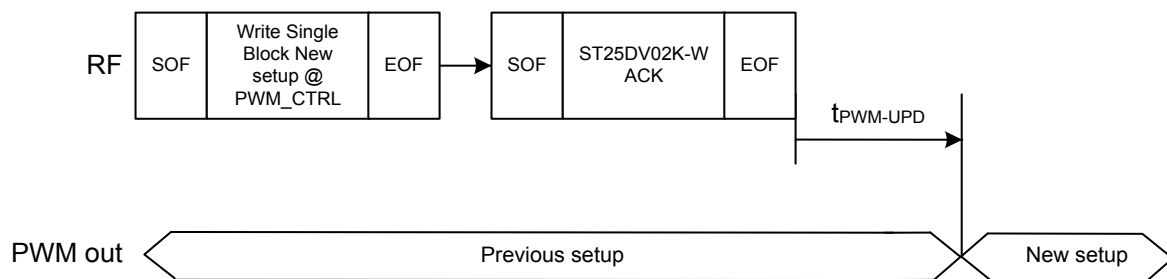 RF
SOF
Write Single
Block New
setup @
PWM_CTRL
EOF
SOF
ST25DV02K-W
ACK
EOF
tPWM-UPD
PWM out
Previous setup
New setup